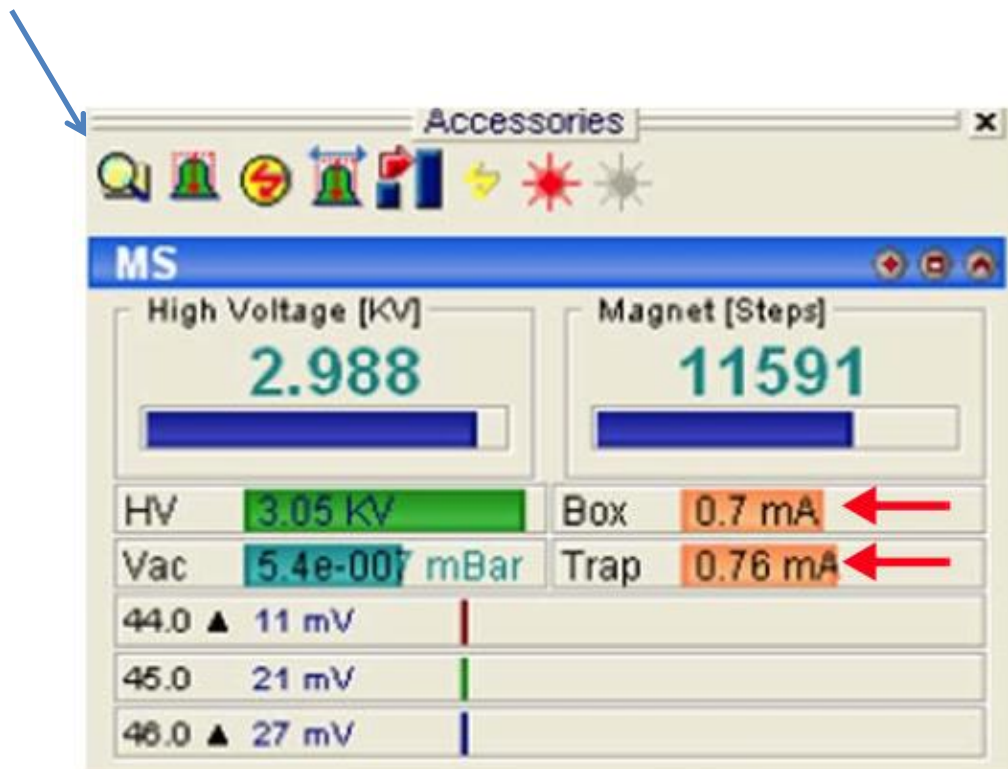 Accessories
MS
High Voltage [KV] Magnet [Steps]
2.988 11591
HV 3.05 KV Box 0.7 mA
Vac 5.4e-007 mBar Trap 0.76 mA
44.0 ▲ 11 mV
45.0 21 mV
46.0 ▲ 27 mV